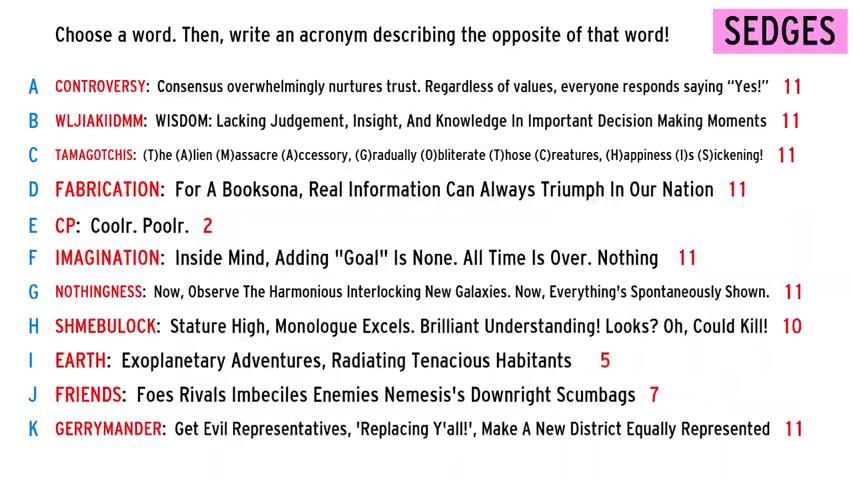 Choose a word. Then, write an acronym describing the opposite of that word!
SEDGES
A CONTROVERSY: Consensus overwhelmingly nurtures trust. Regardless of values, everyone responds saying “Yes!” 11
B WLJIAKIIDMM: WISDOM: Lacking Judgement, Insight, And Knowledge In Important Decision Making Moments 11
C TAMAGOTCHIS: (T)he (A)lien (M)assacre (A)ccessory, (G)radually (O)bliterate (T)hose (C)reatures, (H)appiness (I)s (S)ickening! 11
D FABRICATION: For A Booksona, Real Information Can Always Triumph In Our Nation 11
E CP: Coolr. Poolr. 2
F IMAGINATION: Inside Mind, Adding "Goal" Is None. All Time Is Over. Nothing 11
G NOTHINGNESS: Now, Observe The Harmonious Interlocking New Galaxies. Now, Everything's Spontaneously Shown. 11
H SHMEBULOCK: Stature High, Monologue Excels. Brilliant Understanding! Looks? Oh, Could Kill! 10
I EARTH: Exoplanetary Adventures, Radiating Tenacious Habitants 5
J FRIENDS: Foes Rivals Imbeciles Enemies Nemesis's Downright Scumbags 7
K GERRYMANDER: Get Evil Representatives, 'Replacing Y'all!', Make A New District Equally Represented 11